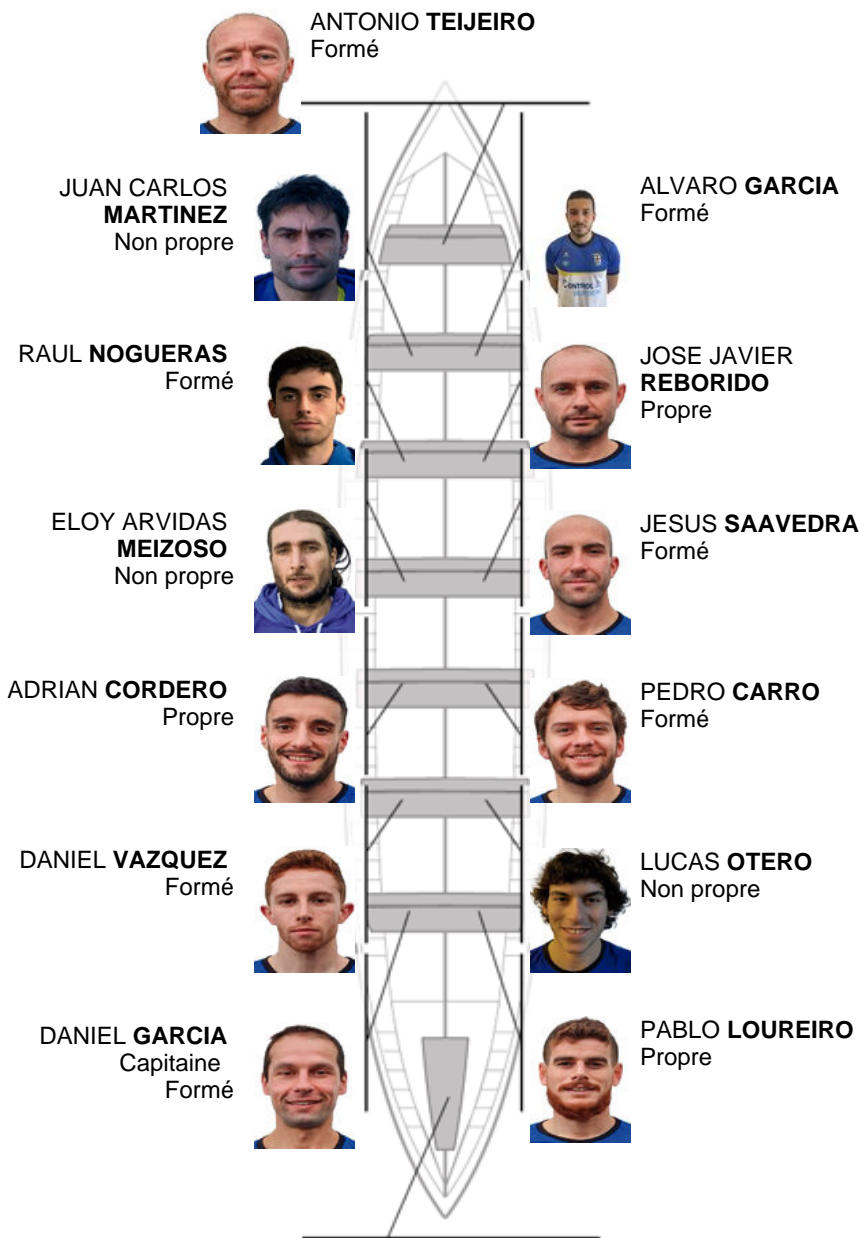 ANTONIO TEIJEIRO
Formé
JUAN CARLOS
MARTINEZ
Non propre
ALVARO GARCIA
Formé
RAUL NOGUERAS
Formé
JOSE JAVIER
REBORIDO
Propre
ELOY ARVIDAS
MEIZOSO
Non propre
JESUS SAAVEDRA
Formé
ADRIAN CORDERO
Propre
PEDRO CARRO
Formé
DANIEL VAZQUEZ
Formé
LUCAS OTERO
Non propre
DANIEL GARCIA
Capitaine
Formé
PABLO LOUREIRO
Propre